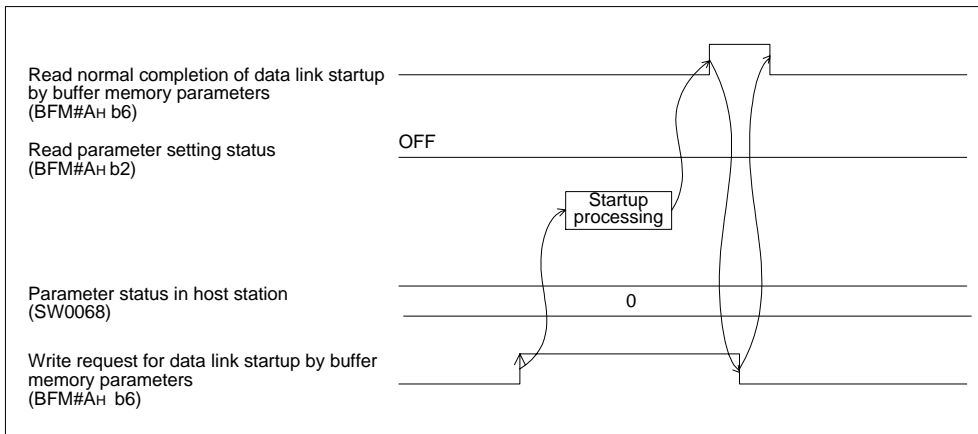 Read normal completion of data link startup
by buffer memory parameters
(BFM#AH b6)
OFF
Read parameter setting status
(BFM#AH b2)
Startup
processing
Parameter status in host station
(SW0068)
0
Write request for data link startup by buffer
memory parameters
(BFM#AH b6)